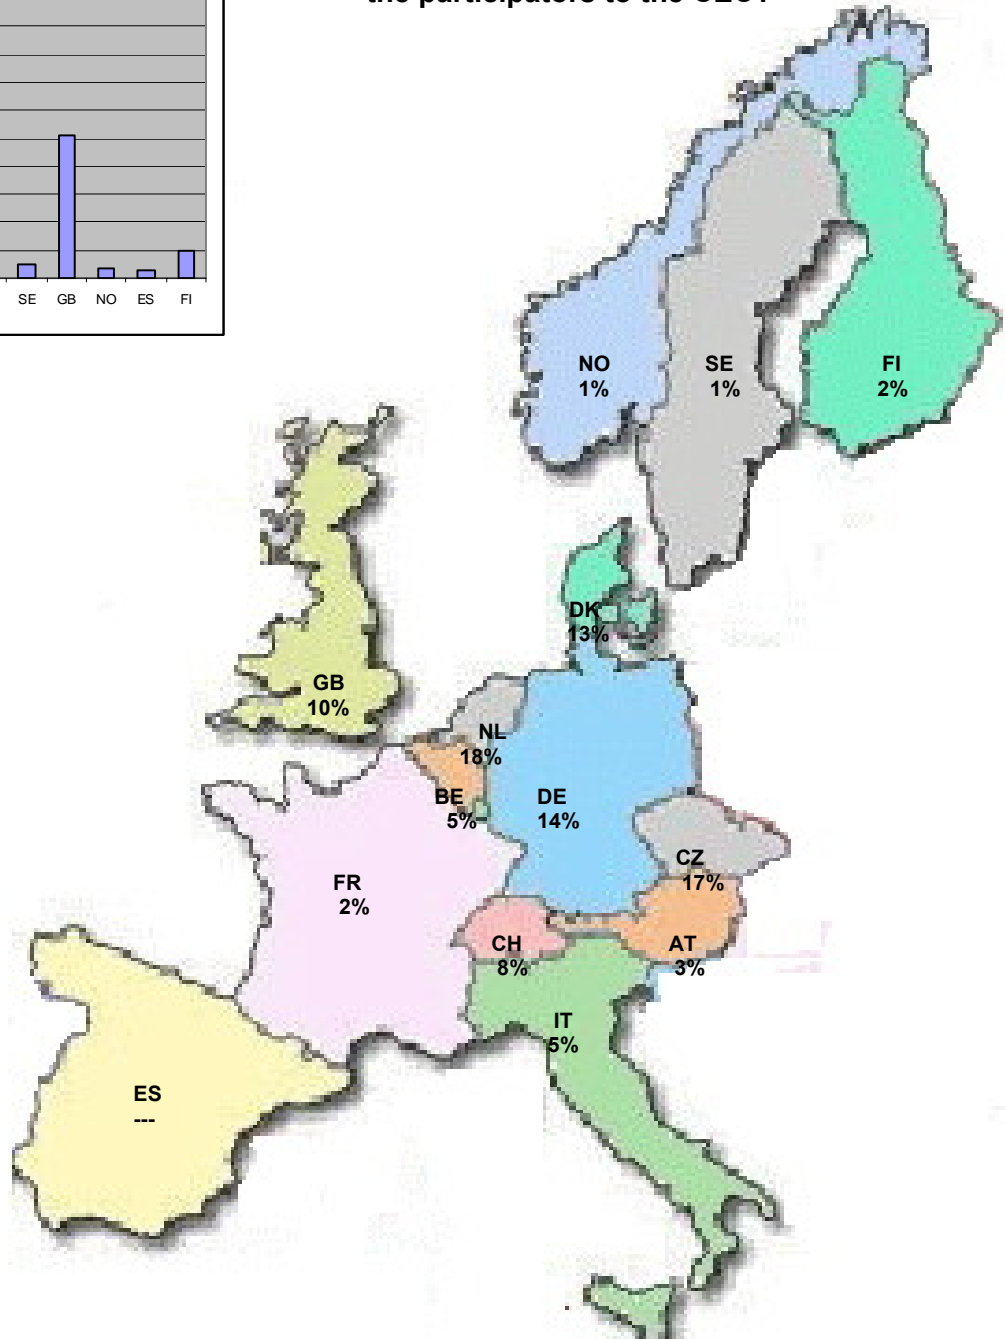 the participators to the
SE GB NO ES FI
NO
1%
SE
1%
FI
2%
DK
13%
GB
10%
NL
18%
BE
5%
DE
14%
CZ
17%
FR
2%
CH
8%
AT
3%
IT
5%
ES
---